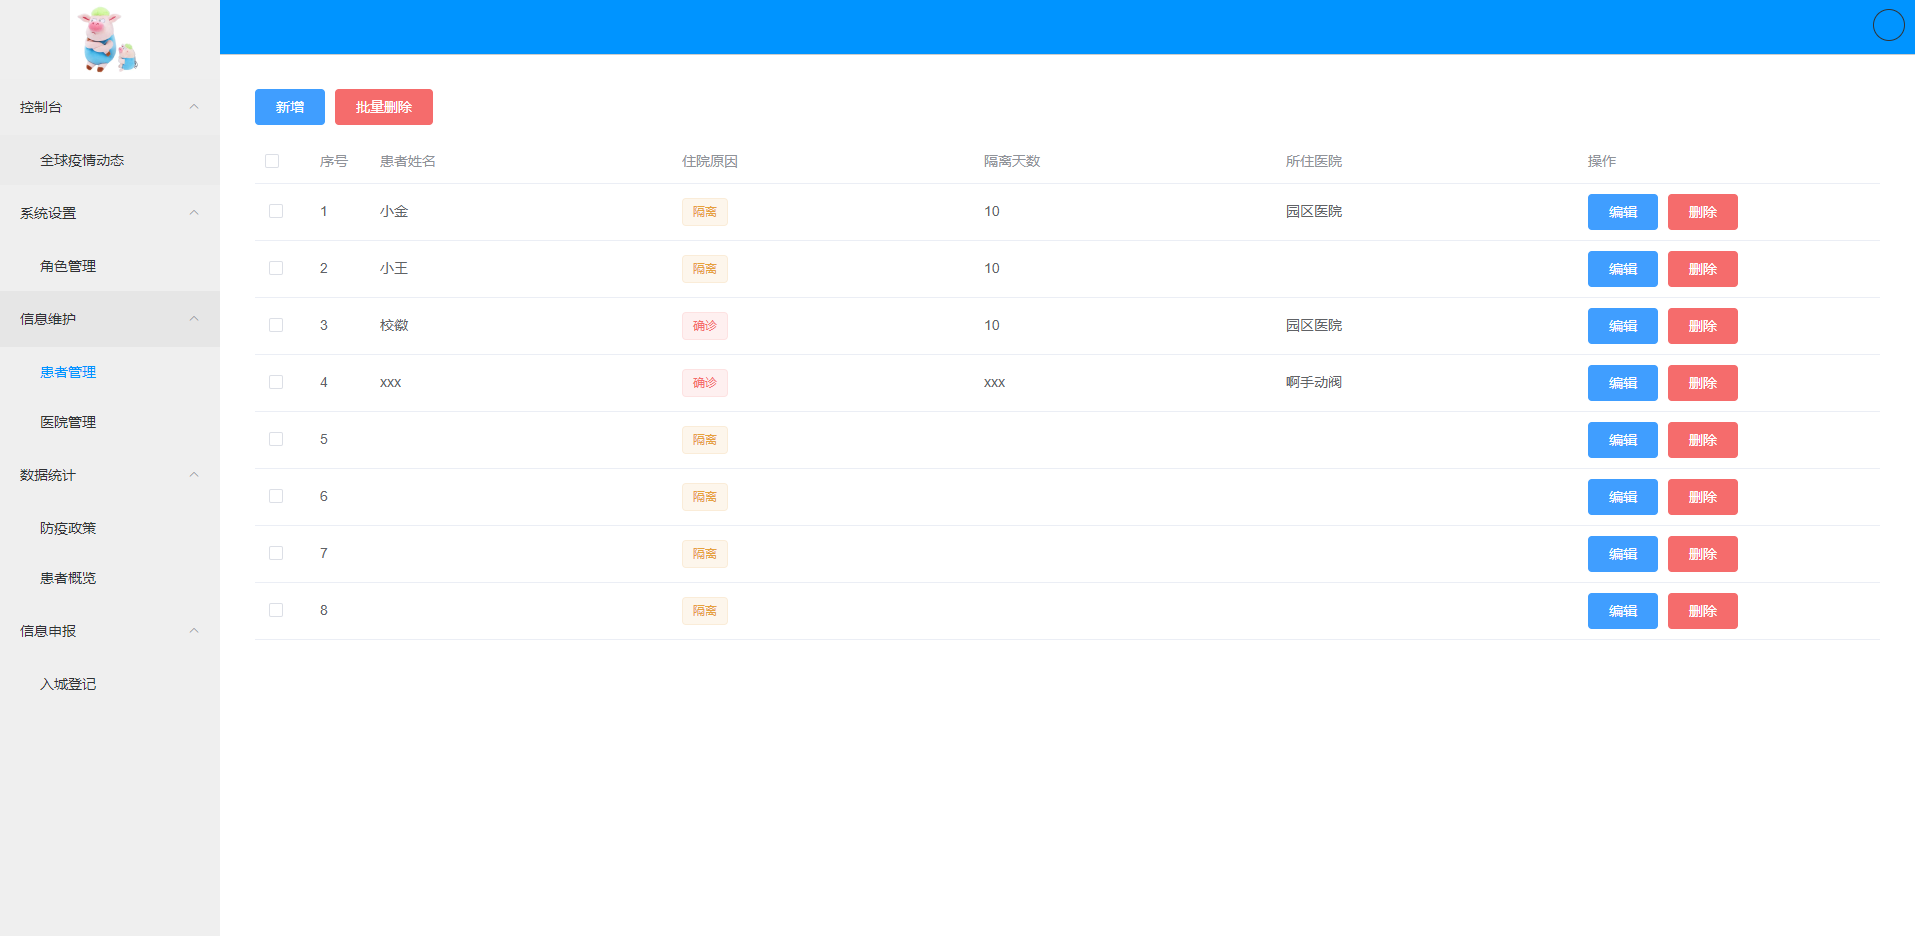 控制台
全球疫情动态
系统设置
角色管理
信息维护
患者管理
医院管理
数据统计
防疫政策
患者概览
信息申报
入城登记
新增 批量删除
序号 患者姓名 住院原因 隔离天数 所住医院 操作
1 小金 隔离 10 园区医院 编辑 删除
2 小王 隔离 10 编辑 删除
3 校徽 确诊 10 园区医院 编辑 删除
4 xxx 确诊 xxx 啊手动阀 编辑 删除
5 隔离 编辑 删除
6 隔离 编辑 删除
7 隔离 编辑 删除
8 隔离 编辑 删除